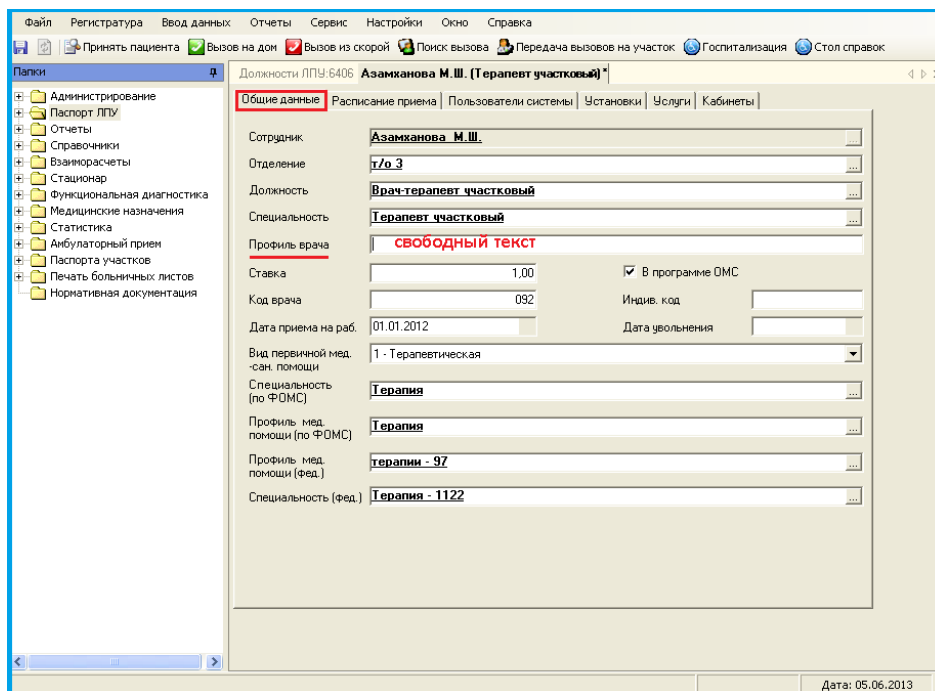 Файл Регистратура Ввод данных Отчеты Сервис Настройки Окно Справка
Принять пациента Вызов на дом Вызов из скорой Поиск вызова Передача вызовов на участок Госпитализация Стол справок
Папки
Администрирование
Паспорт ЛПУ
Отчеты
Справочники
Взаиморасчеты
Стационар
Функциональная диагностика
Медицинские назначения
Статистика
Амбулаторный прием
Паспорта участков
Печать больничных листов
Нормативная документация
Должности ЛПУ:6406 Азамханова М.Ш. (Терапевт участковый)*
Общие данные Расписание приема Пользователи системы Установки Услуги Кабинеты
Сотрудник Азамханова М.Ш. ...
Отделение т/о 3 ...
Должность Врач-терапевт участковый ...
Специальность Терапевт участковый ...
Профиль врача свободный текст
Ставка 1,00 В программе ОМС
Код врача 092 Индив. код
Дата приема на раб. 01.01.2012 Дата увольнения
Вид первичной мед. 1 - Терапевтическая
-сан. помощи
Специальность Терапия ...
(по ФОМС)
Профиль мед. Терапия ...
помощи (по ФОМС)
Профиль мед. терапии - 97 ...
помощи (фед.)
Специальность (фед.) Терапия - 1122 ...
Дата: 05.06.2013